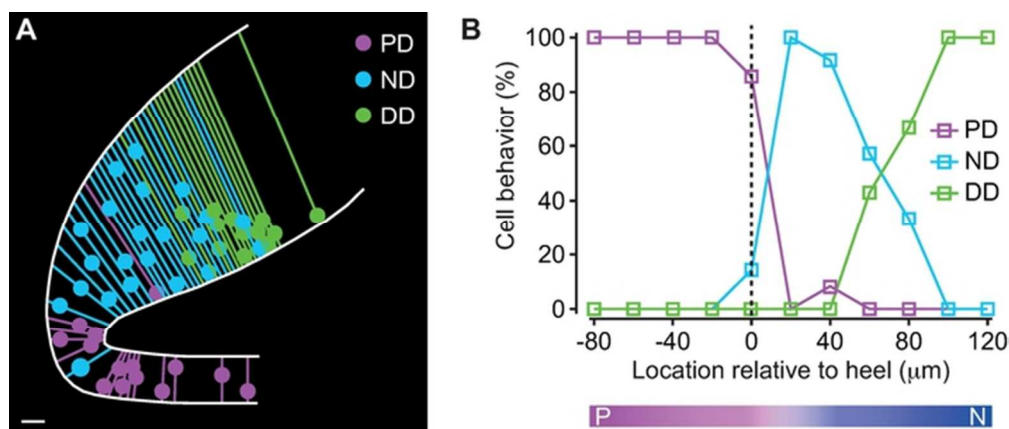 A
PD
ND
DD
B
Cell behavior (%)
100
80
60
40
20
0
PD
ND
DD
-80
-40
0
40
80
120
Location relative to heel (μm)
P
N